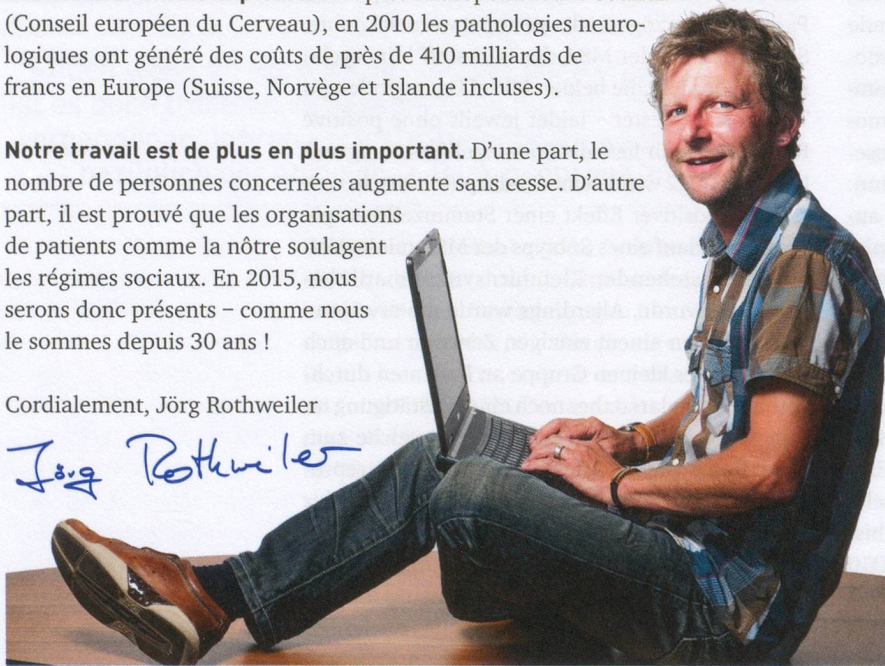 (Conseil européen du Cerveau), en 2010 les pathologies neuro-
logiques ont généré des coûts de près de 410 milliards de
francs en Europe (Suisse, Norvège et Islande incluses).
Notre travail est de plus en plus important. D’une part, le
nombre de personnes concernées augmente sans cesse. D’autre
part, il est prouvé que les organisations
de patients comme la nôtre soulagent
les régimes sociaux. En 2015, nous
serons donc présents – comme nous
le sommes depuis 30 ans !
Cordialement, Jörg Rothweiler
Jörg Rothweiler